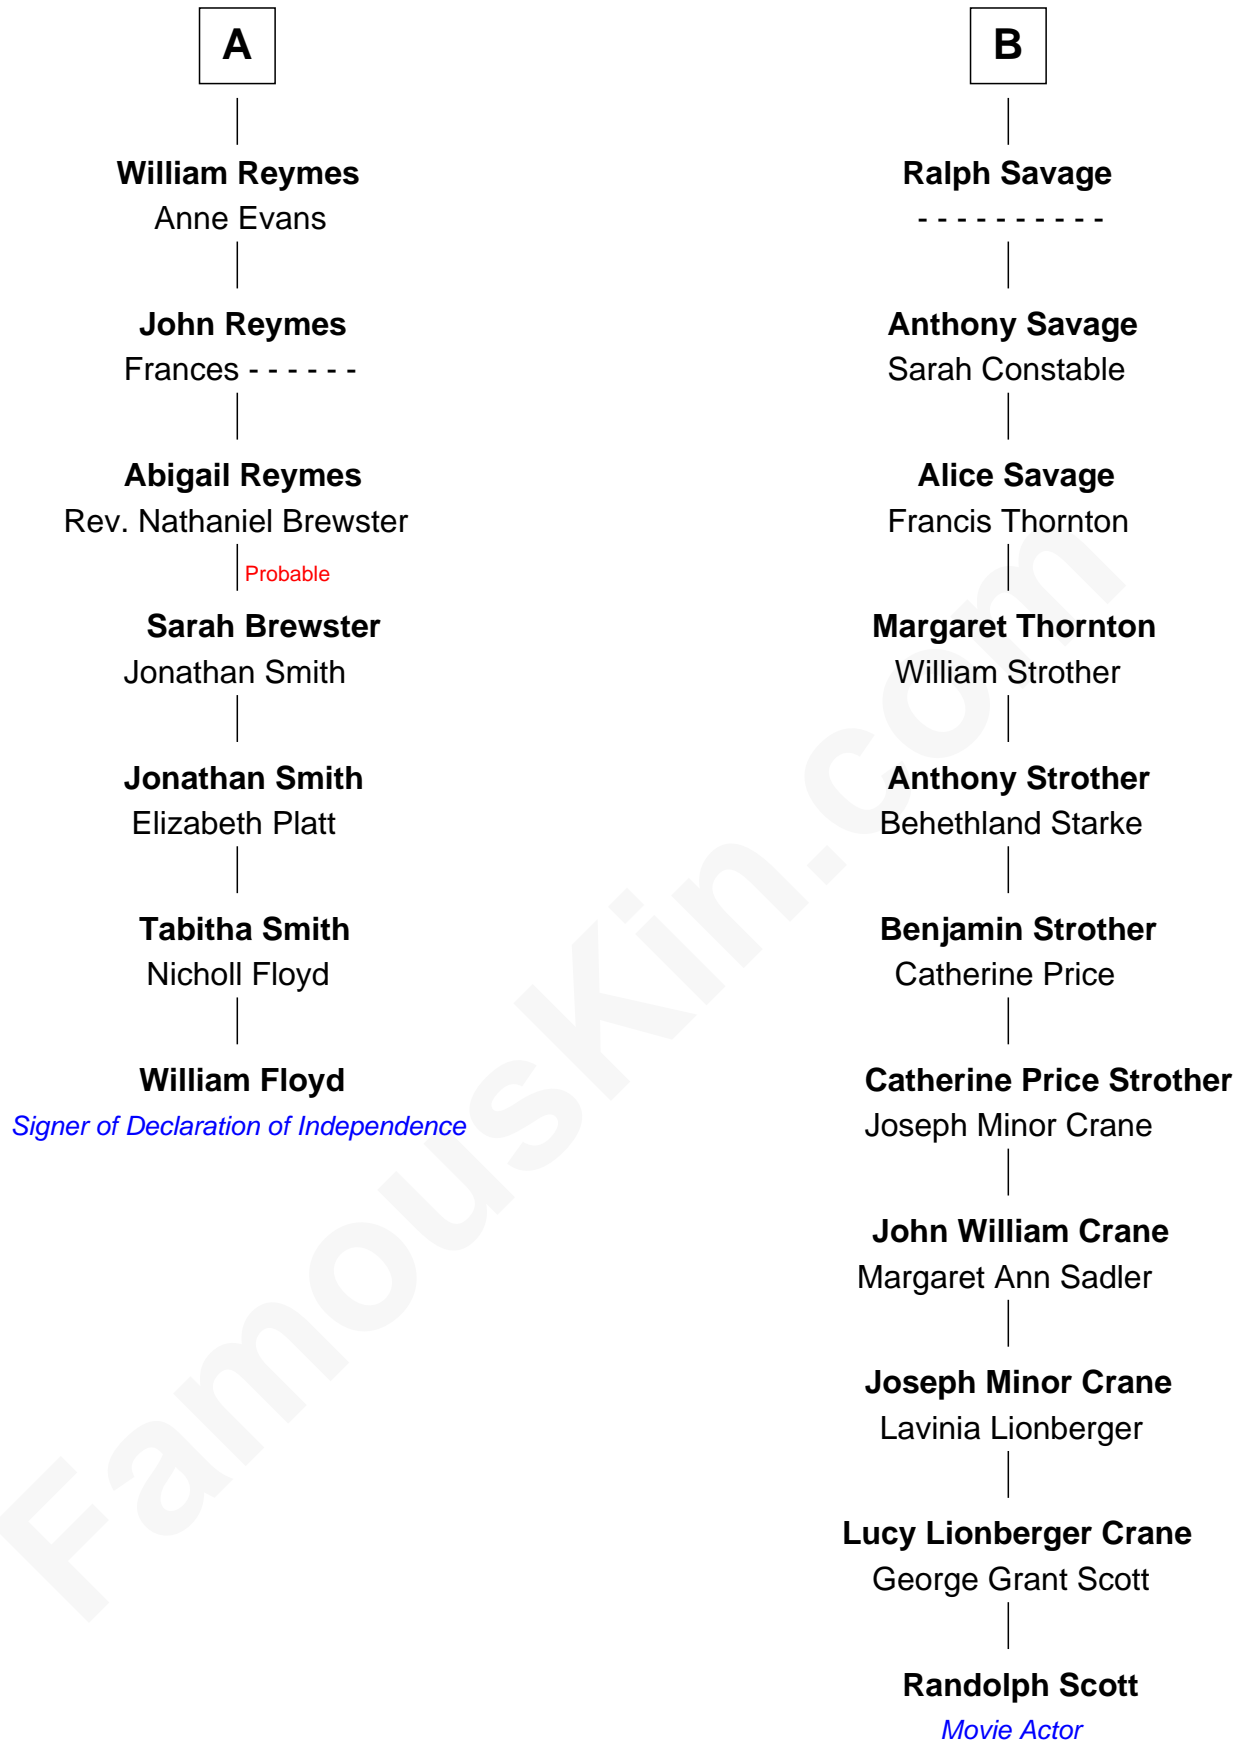 A
William Reymes
Anne Evans
John Reymes
Frances - - - - - -
Abigail Reymes
Rev. Nathaniel Brewster
Probable
Sarah Brewster
Jonathan Smith
Jonathan Smith
Elizabeth Platt
Tabitha Smith
Nicholl Floyd
William Floyd
Signer of Declaration of Independence
B
Ralph Savage
- - - - - - - - - -
Anthony Savage
Sarah Constable
Alice Savage
Francis Thornton
Margaret Thornton
William Strother
Anthony Strother
Behethland Starke
Benjamin Strother
Catherine Price
Catherine Price Strother
Joseph Minor Crane
John William Crane
Margaret Ann Sadler
Joseph Minor Crane
Lavinia Lionberger
Lucy Lionberger Crane
George Grant Scott
Randolph Scott
Movie Actor
FamousKin.com